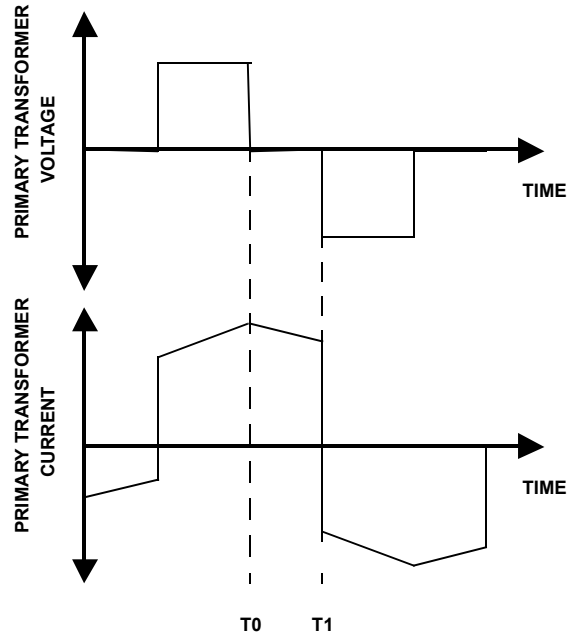 PRIMARY TRANSFORMER
VOLTAGE
TIME
PRIMARY TRANSFORMER
CURRENT
TIME
T0
T1